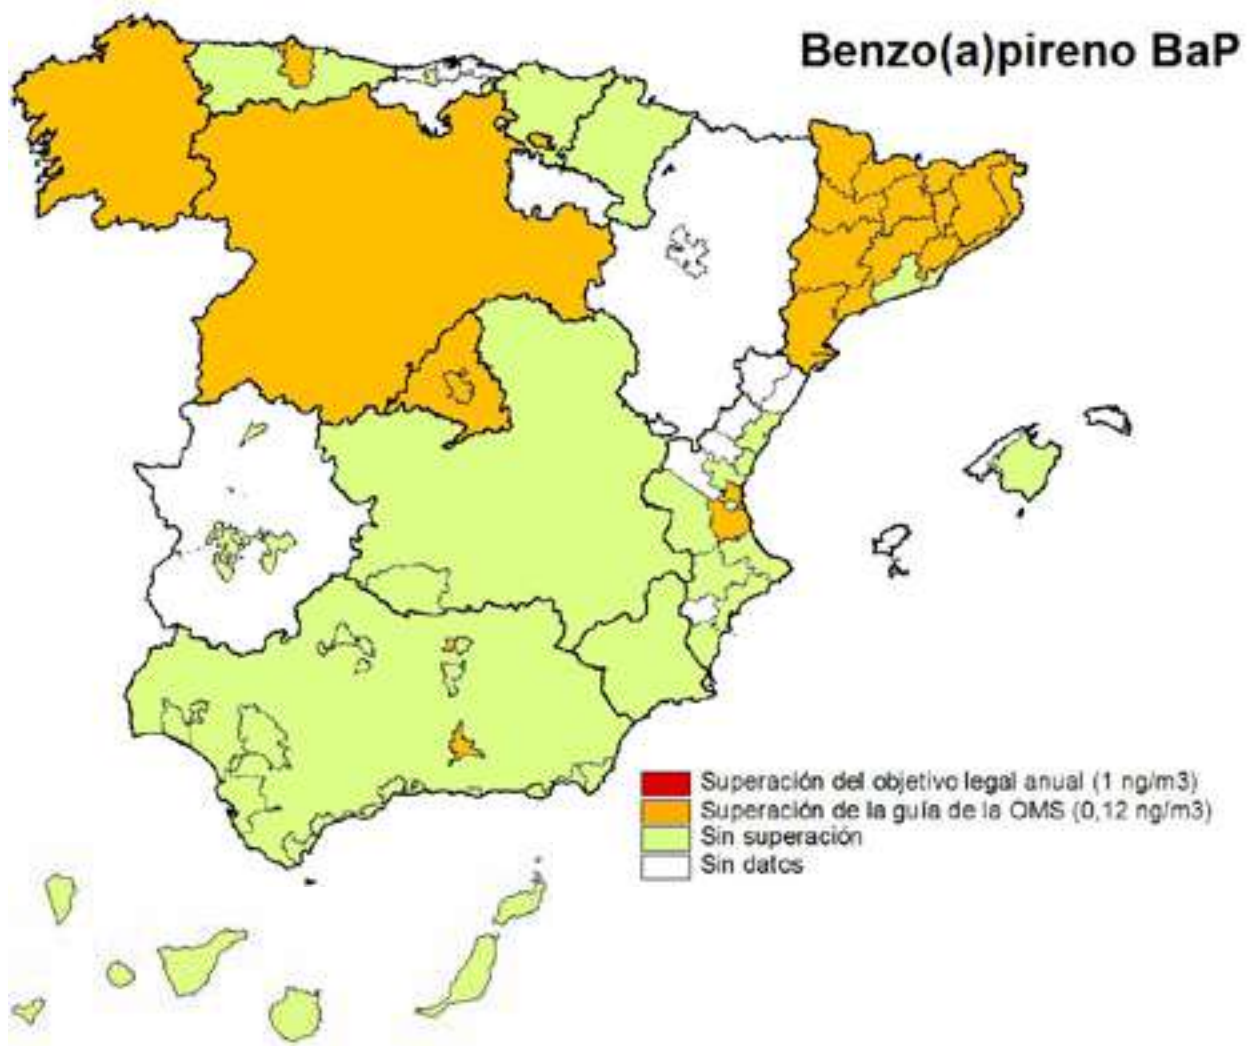 Benzo(a)pireno BaP
Superación del objetivo legal anual (1 ng/m3)
Superación de la guía de la OMS (0,12 ng/m3)
Sin superación
Sin datos